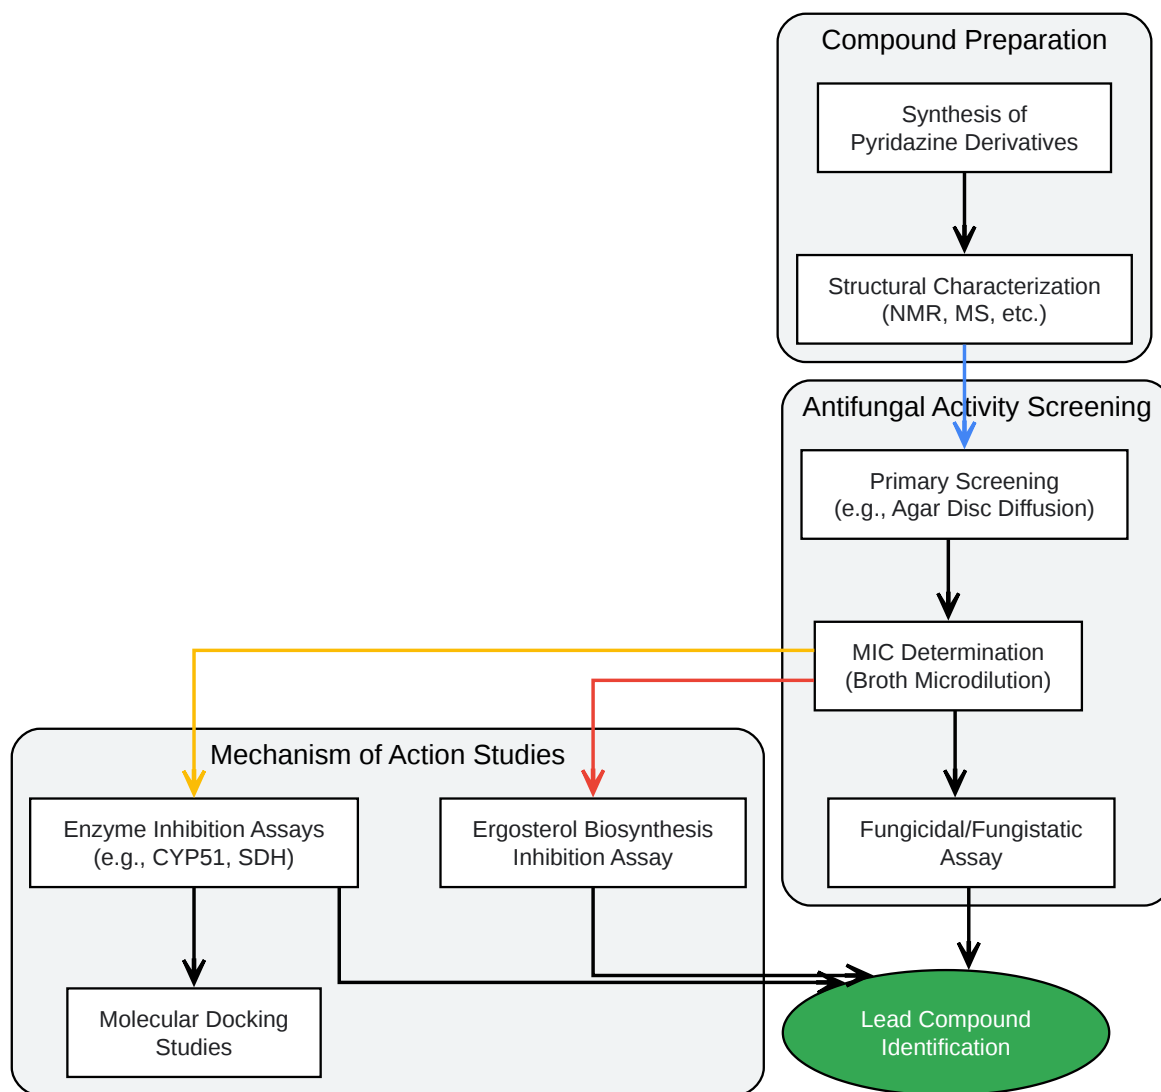 Compound Preparation
Synthesis of
Pyridazine Derivatives
Structural Characterization
(NMR, MS, etc.)
Antifungal Activity Screening
Primary Screening
(e.g., Agar Disc Diffusion)
MIC Determination
(Broth Microdilution)
Mechanism of Action Studies
Enzyme Inhibition Assays
(e.g., CYP51, SDH)
Ergosterol Biosynthesis
Inhibition Assay
Fungicidal/Fungistatic
Assay
Molecular Docking
Studies
Lead Compound
Identification